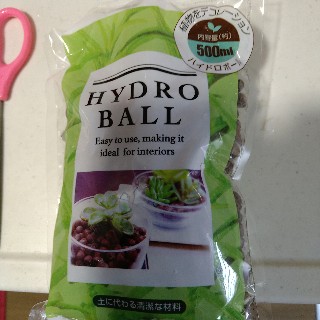 植物をデコレーション
内容量(約)
500ml
ハイドロボール
HYDRO
BALL
Easy to use, making it
ideal for interiors
土に代わる清潔な材料